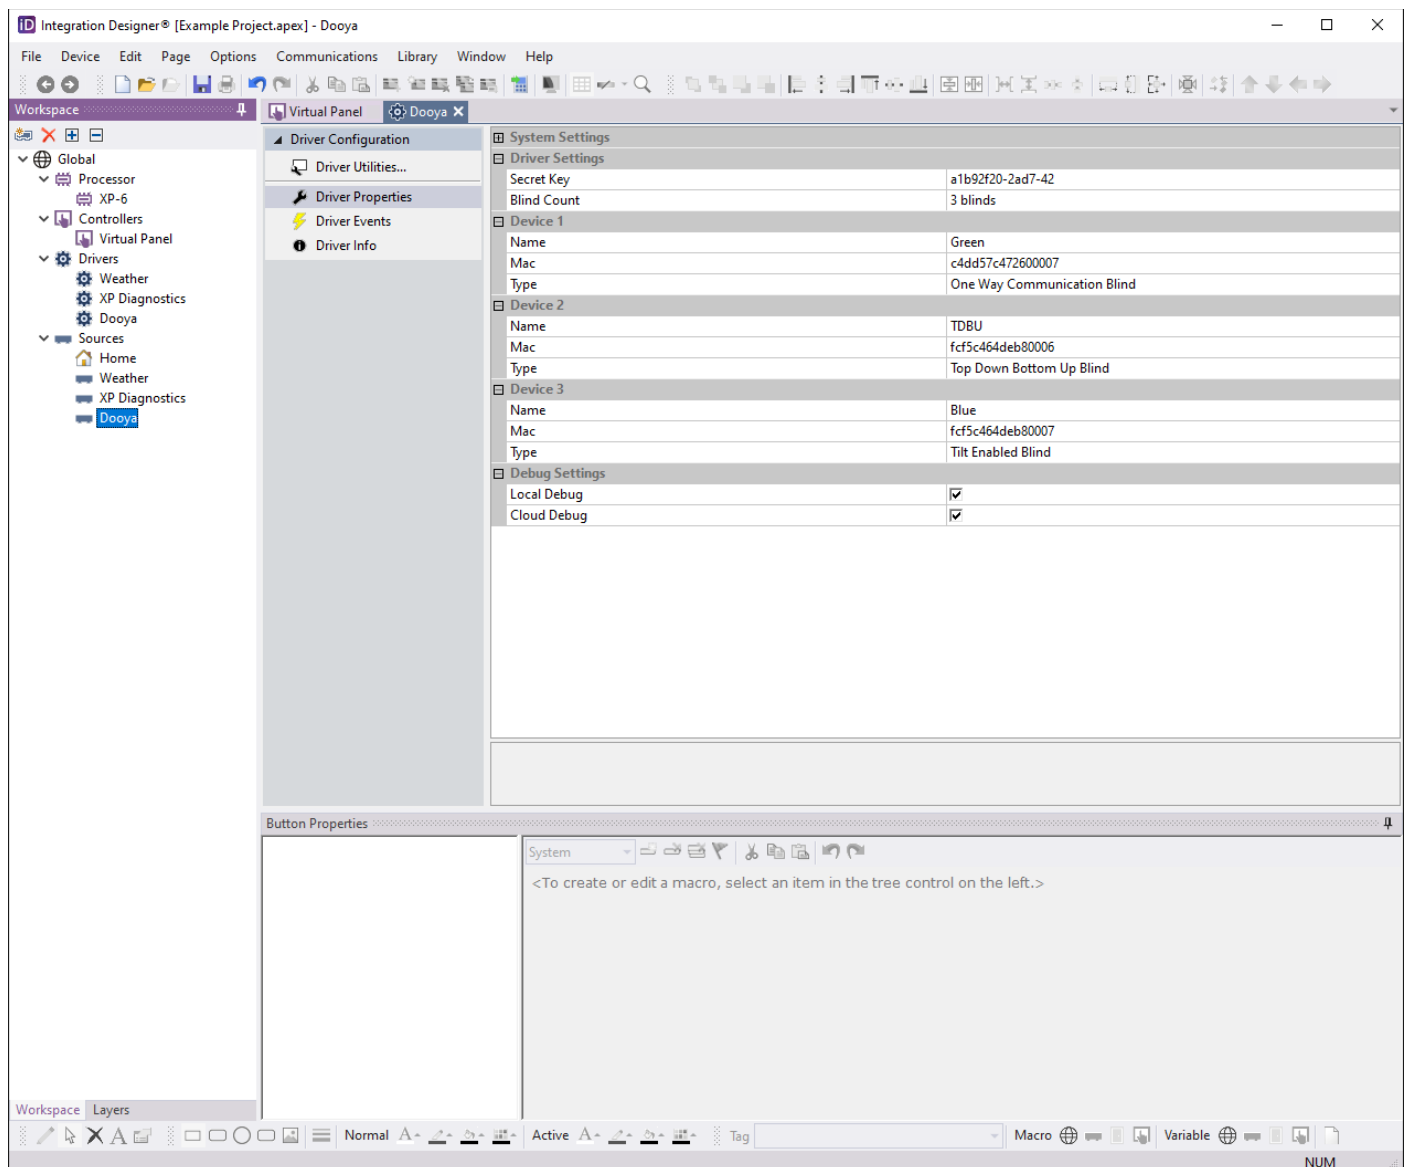 iD Integration Designer® [Example Project.apex] - Dooya
File Device Edit Page Options Communications Library Window Help
Workspace
Virtual Panel
Dooya
Global
Processor
XP-6
Controllers
Virtual Panel
Drivers
Weather
XP Diagnostics
Dooya
Sources
Home
Weather
XP Diagnostics
Dooya
Driver Configuration
Driver Utilities...
Driver Properties
Driver Events
Driver Info
System Settings
Driver Settings
Secret Key a1b92f20-2ad7-42
Blind Count 3 blinds
Device 1
Name Green
Mac c4dd57c472600007
Type One Way Communication Blind
Device 2
Name TDBU
Mac fcf5c464deb80006
Type Top Down Bottom Up Blind
Device 3
Name Blue
Mac fcf5c464deb80007
Type Tilt Enabled Blind
Debug Settings
Local Debug
Cloud Debug
Button Properties
System
<To create or edit a macro, select an item in the tree control on the left.>
Workspace Layers
Normal A Active A Tag Macro Variable
NUM